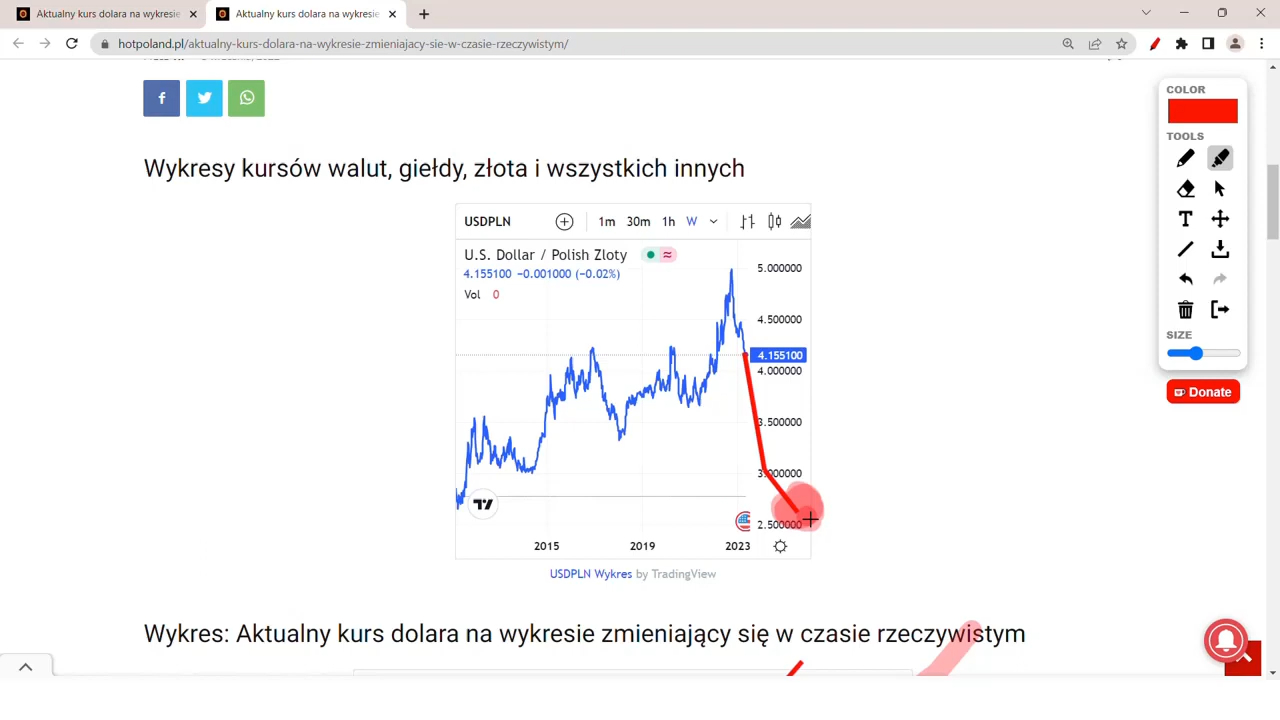 Aktualny kurs dolara na wykresie
Aktualny kurs dolara na wykresie
hotpoland.pl/aktualny-kurs-dolara-na-wykresie-zmieniajacy-sie-w-czasie-rzeczywistym/
COLOR
TOOLS
SIZE
Donate
Wykresy kursów walut, giełdy, złota i wszystkich innych
USDPLN 1m 30m 1h W
U.S. Dollar / Polish Zloty
4.155100 −0.001000 (−0.02%)
Vol 0
5.000000
4.500000
4.155100
4.000000
3.500000
3.000000
2.500000
2015 2019 2023
USDPLN Wykres by TradingView
Wykres: Aktualny kurs dolara na wykresie zmieniający się w czasie rzeczywistym